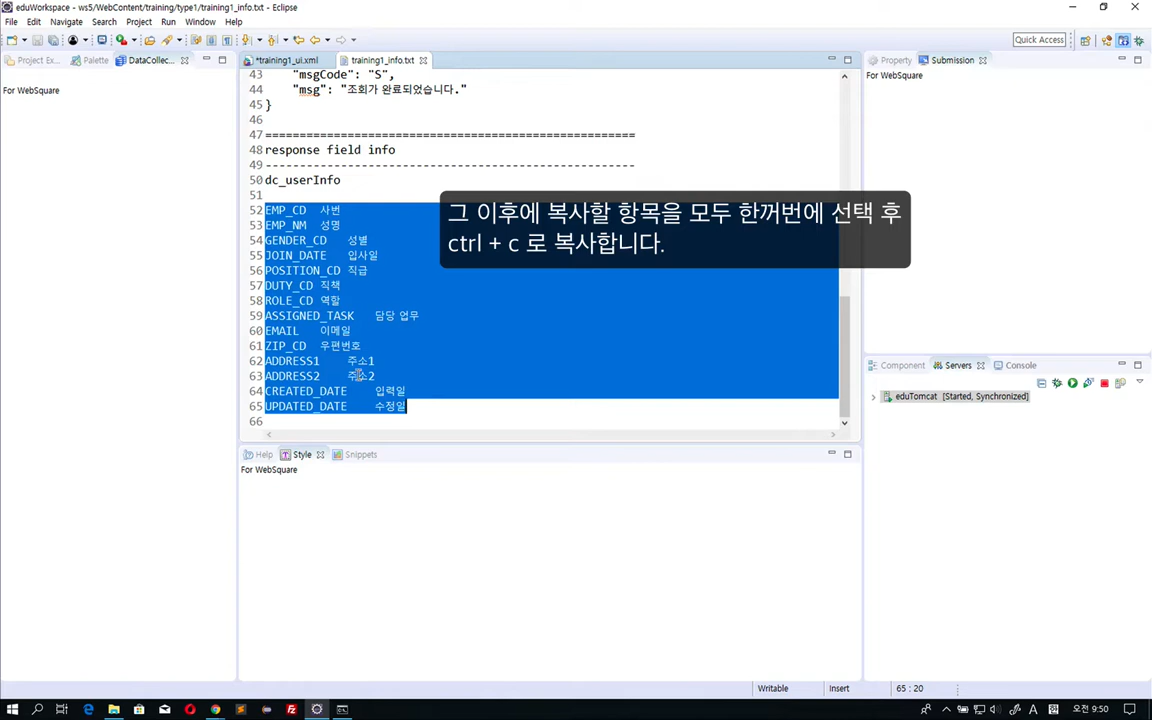 eduWorkspace - ws5/WebContent/training/type1/training1_info.txt - Eclipse
File Edit Navigate Search Project Run Window Help
Quick Access
Project Ex... Palette DataCollec...
For WebSquare
*training1_ui.xml training1_info.txt
43 "msgCode": "S",
44 "msg": "조회가 완료되었습니다."
45 }
46
47 ======================================================
48 response field info
49 ------------------------------------------------------
50 dc_userInfo
51
52 EMP_CD 사번
53 EMP_NM 성명
54 GENDER_CD 성별
55 JOIN_DATE 입사일
56 POSITION_CD 직급
57 DUTY_CD 직책
58 ROLE_CD 역할
59 ASSIGNED_TASK 담당 업무
60 EMAIL 이메일
61 ZIP_CD 우편번호
62 ADDRESS1 주소1
63 ADDRESS2 주소2
64 CREATED_DATE 입력일
65 UPDATED_DATE 수정일
66
그 이후에 복사할 항목을 모두 한꺼번에 선택 후
ctrl + c 로 복사합니다.
Help Style Snippets
For WebSquare
Property Submission
For WebSquare
Component Servers Console
eduTomcat [Started, Synchronized]
Writable Insert 65 : 20
A 오전 9:50